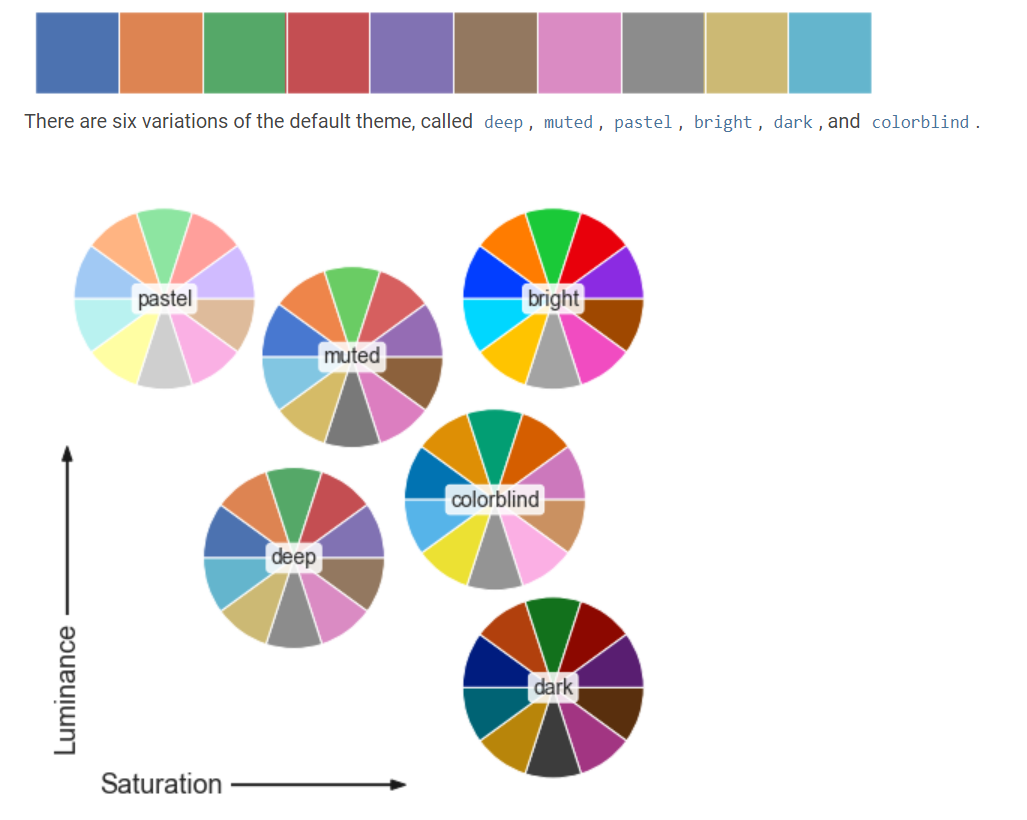 There are six variations of the default theme, called deep, muted, pastel, bright, dark, and colorblind.
pastel
bright
muted
colorblind
deep
dark
Luminance
Saturation